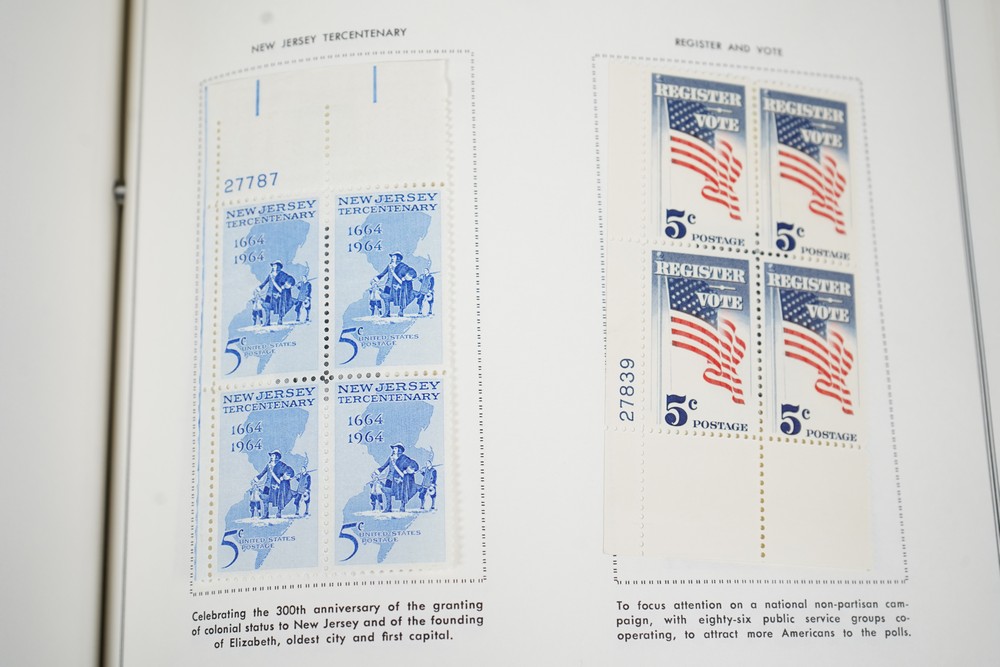 NEW JERSEY TERCENTENARY
27787
NEW JERSEY
TERCENTENARY
1664
1964
5c
UNITED STATES
POSTAGE
NEW JERSEY
TERCENTENARY
1664
1964
5c
UNITED STATES
POSTAGE
NEW JERSEY
TERCENTENARY
1664
1964
5c
UNITED STATES
POSTAGE
NEW JERSEY
TERCENTENARY
1664
1964
5c
UNITED STATES
POSTAGE
Celebrating the 300th anniversary of the granting
of colonial status to New Jersey and of the founding
of Elizabeth, oldest city and first capital.
REGISTER AND VOTE
REGISTER
VOTE
5c
POSTAGE
REGISTER
VOTE
5c
POSTAGE
REGISTER
VOTE
5c
POSTAGE
REGISTER
VOTE
5c
POSTAGE
27839
To focus attention on a national non-partisan cam-
paign, with eighty-six public service groups co-
operating, to attract more Americans to the polls.